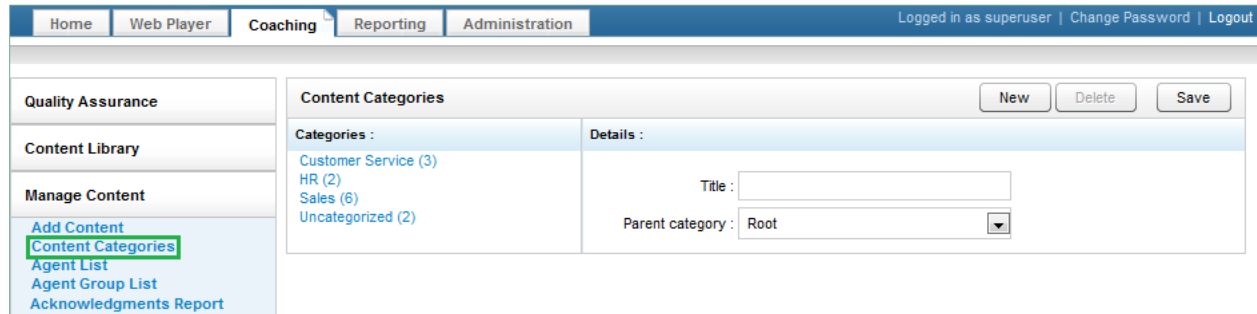 Home Web Player Coaching Reporting Administration Logged in as superuser | Change Password | Logout
Quality Assurance
Content Library
Manage Content
Add Content
Content Categories
Agent List
Agent Group List
Acknowledgments Report
Content Categories New Delete Save
Categories : Details :
Customer Service (3)
HR (2)
Sales (6)
Uncategorized (2)
Title :
Parent category : Root